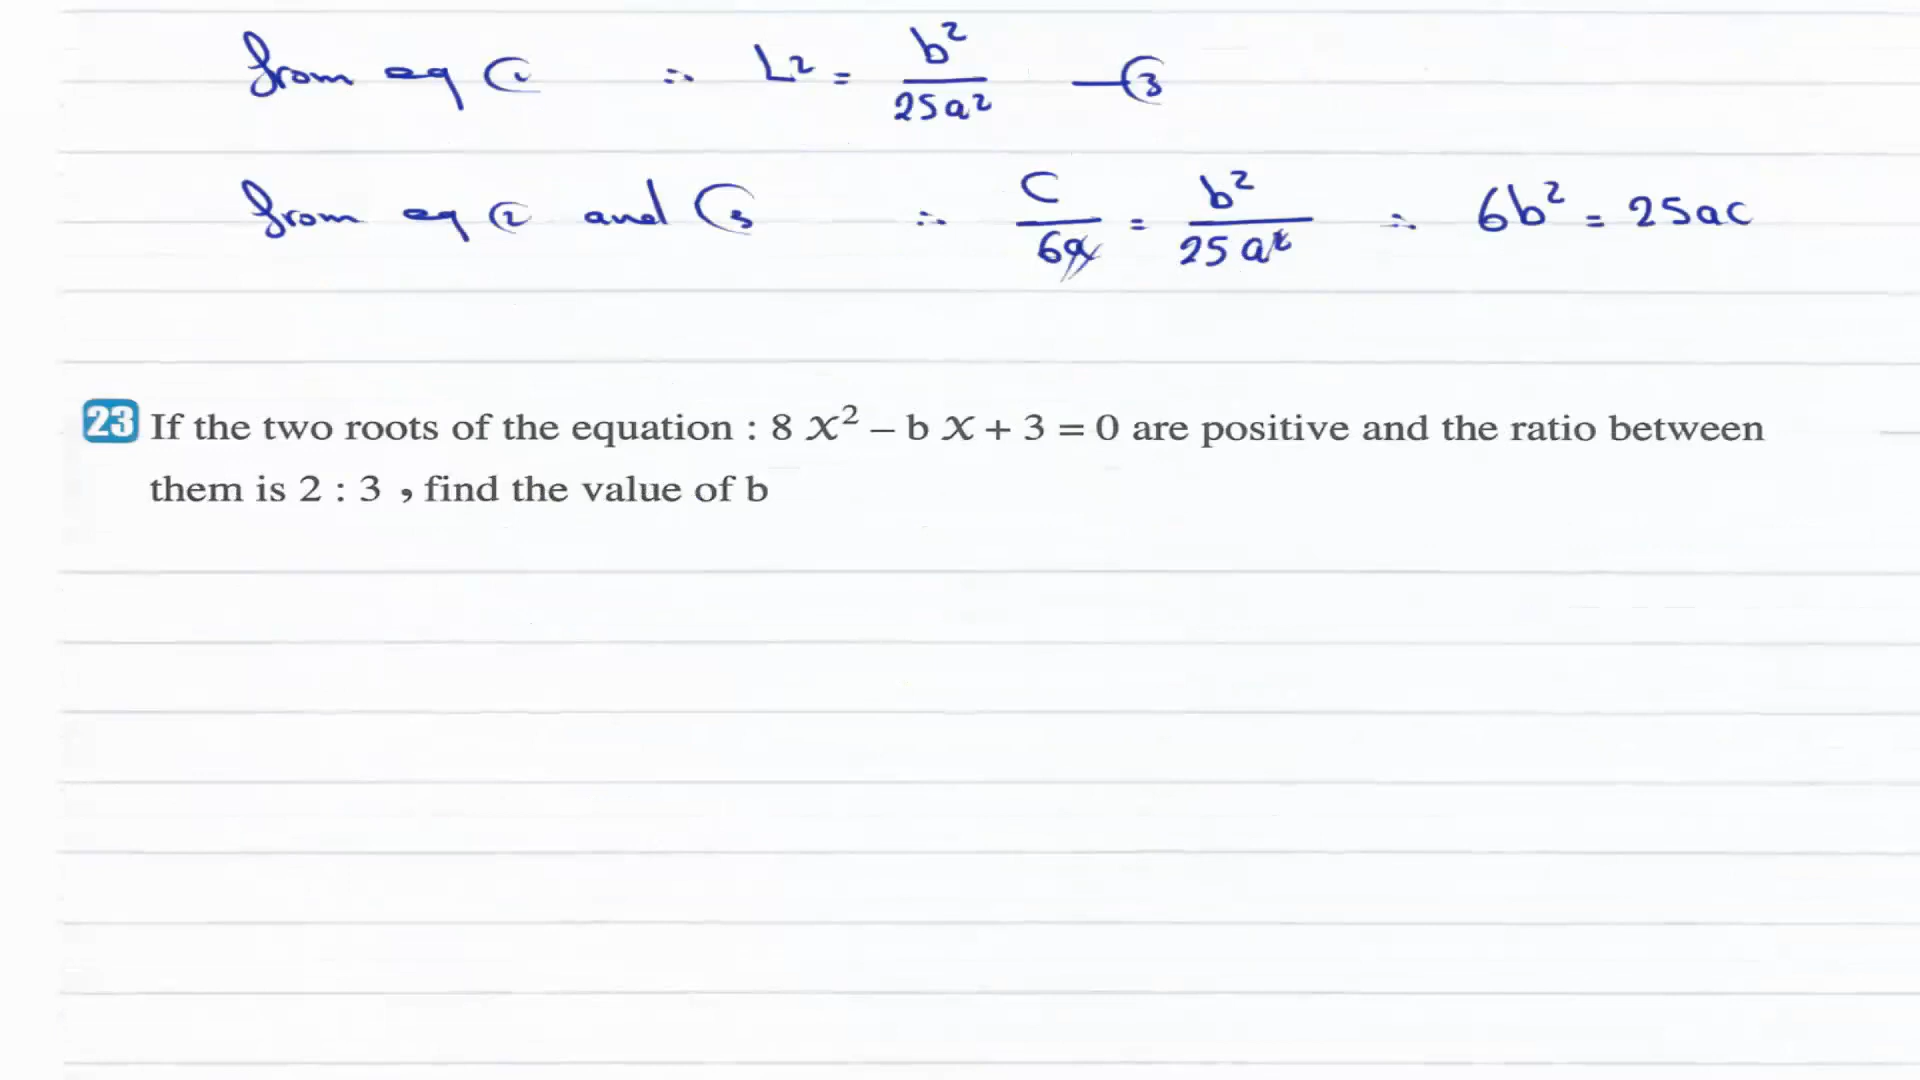 from eq ① ∴ L² = b²/25a² —③
from eq ② and ③ ∴ C/6a = b²/25a² ∴ 6b² = 25ac
23 If the two roots of the equation : 8 x² – b x + 3 = 0 are positive and the ratio between
them is 2 : 3 , find the value of b